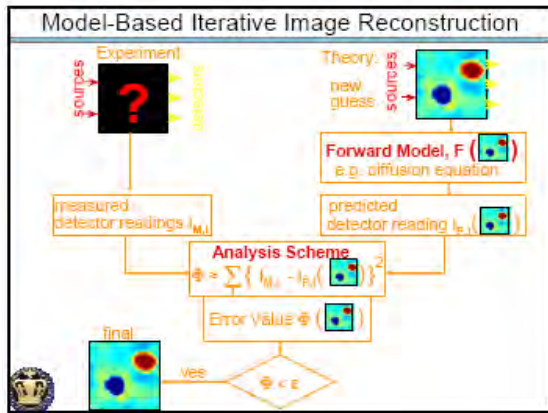 Model-Based Iterative Image Reconstruction
Experiment
sources
?
detectors
Theory:
sources
new
guess
Forward Model, F ( )
e.g. diffusion equation
measured
detector readings I_M,i
predicted
detector reading I_P,i ( )
Analysis Scheme
Φ = Σ { I_M,i - I_P,i ( ) }²
Error Value Φ ( )
final
yes
Φ < ε